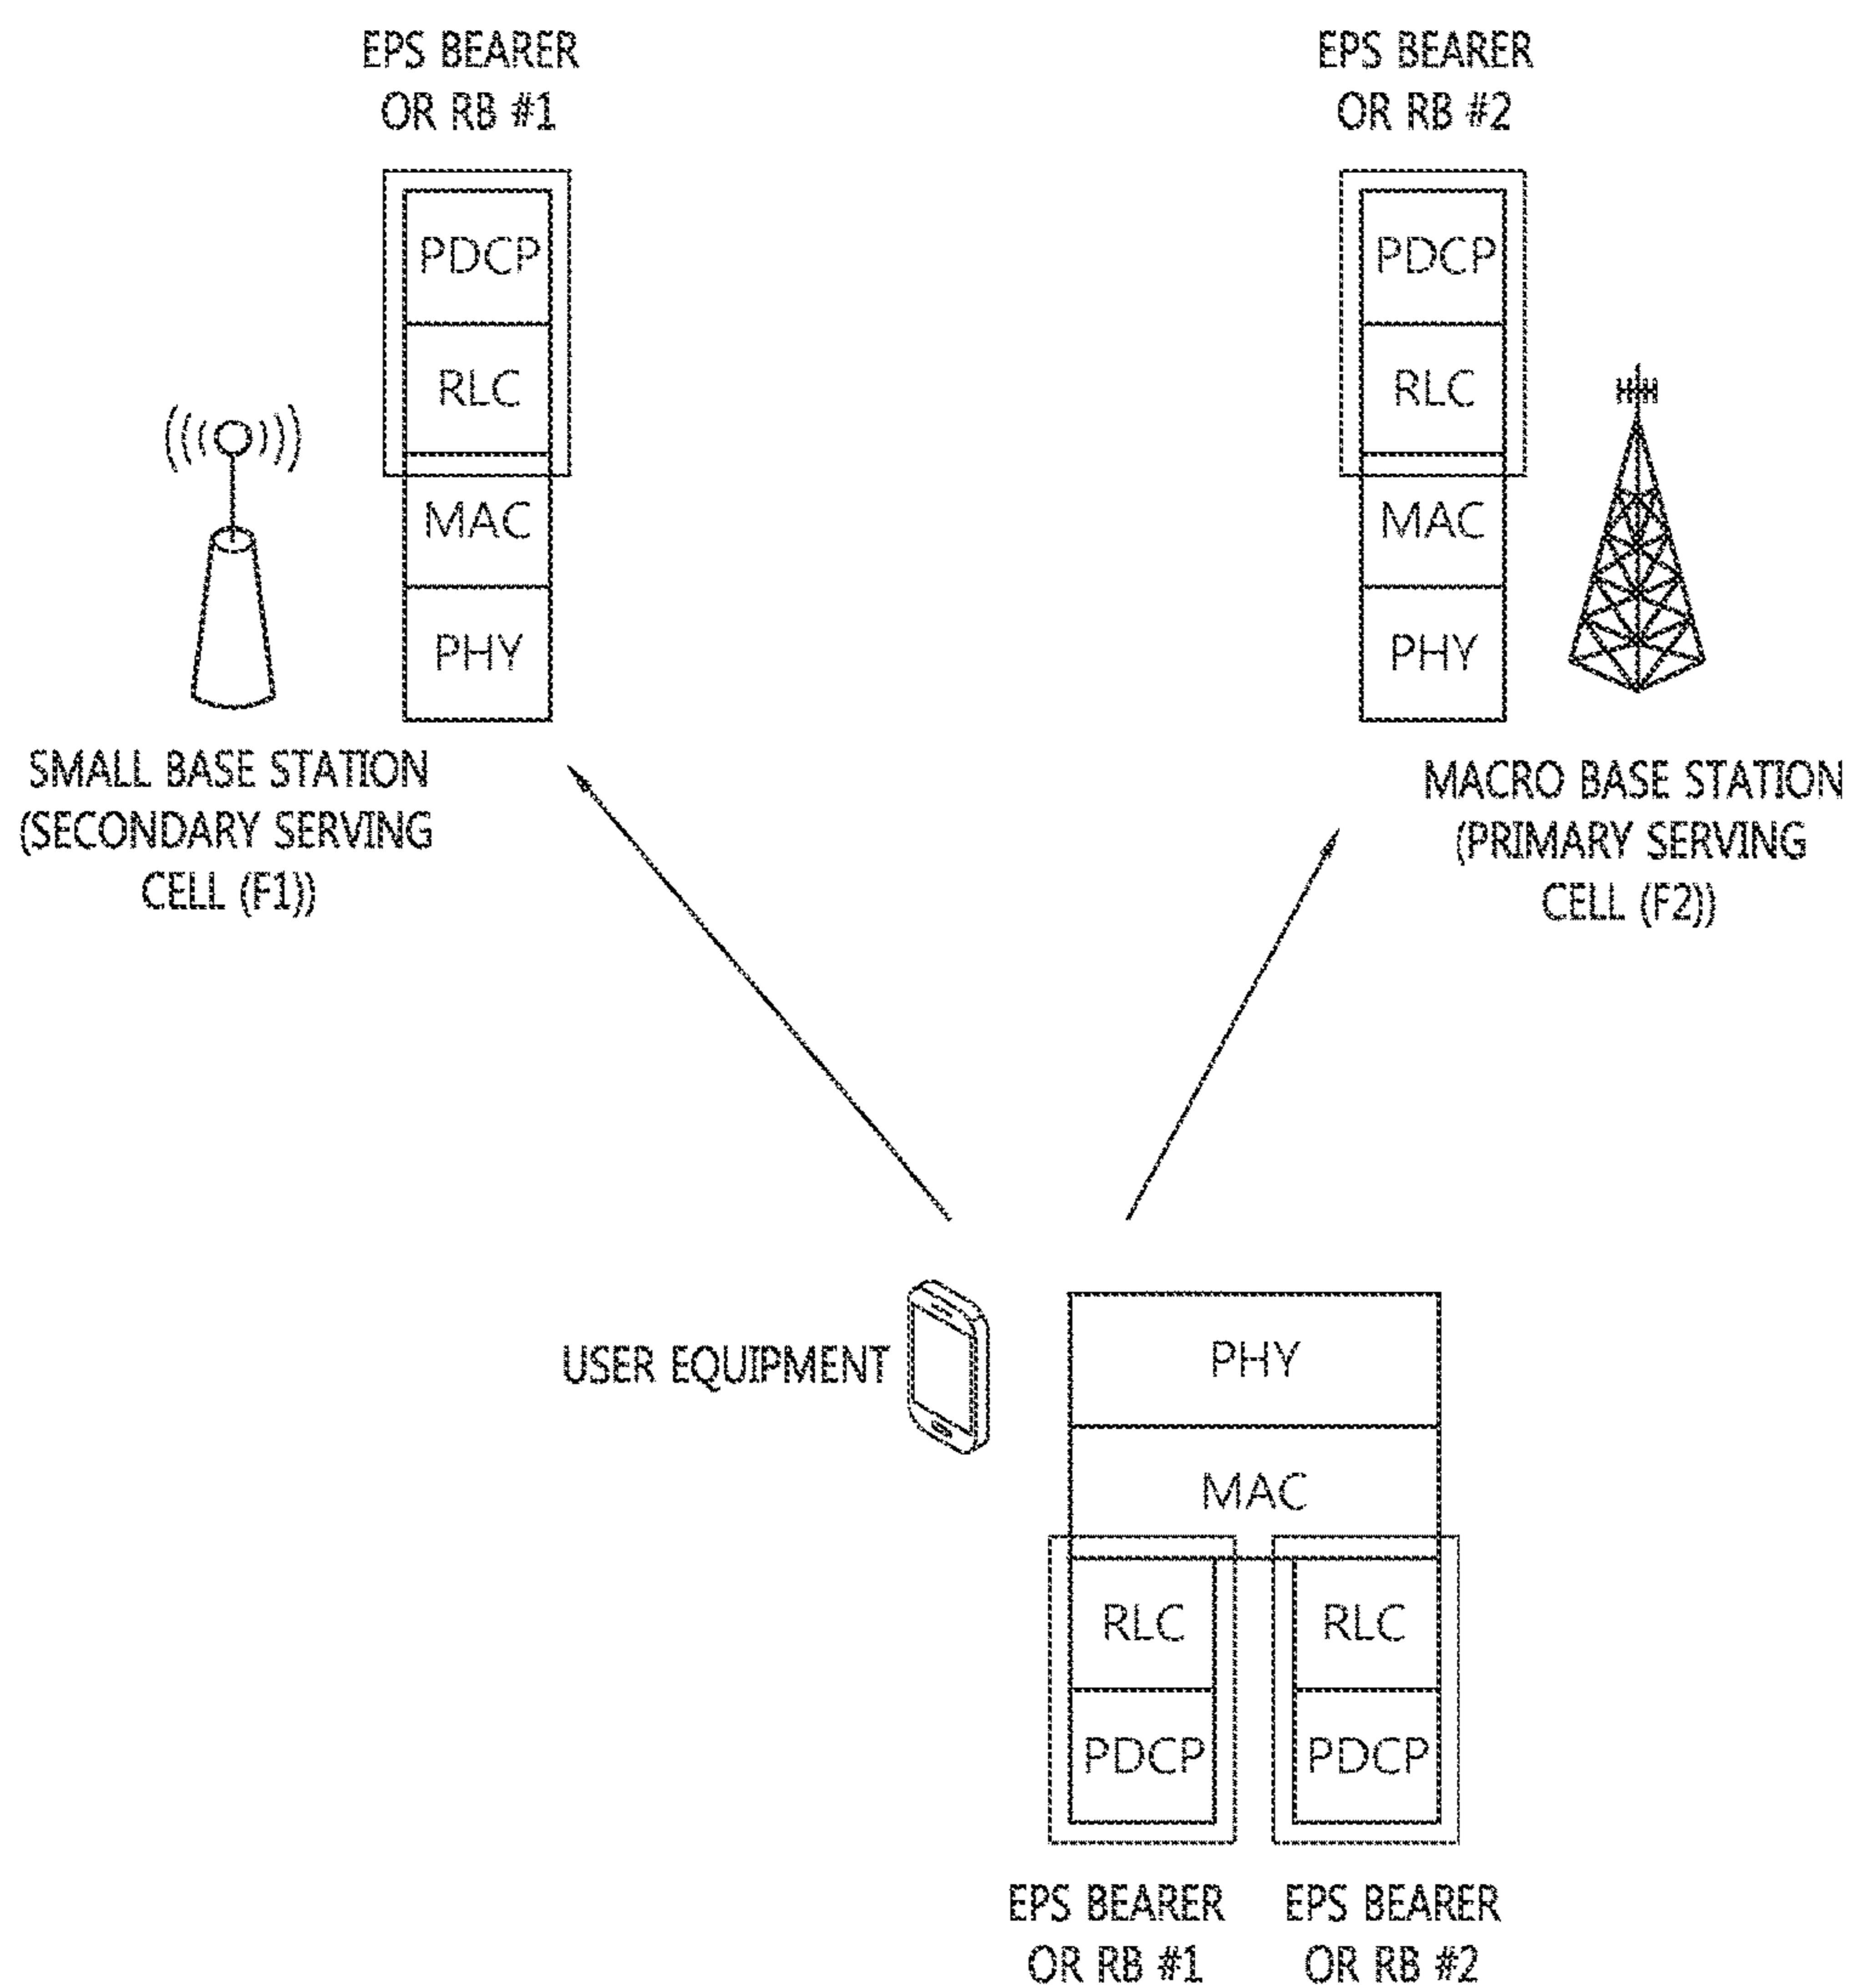 EPS BEARER
OR RB #1
PDCP
RLC
MAC
PHY
SMALL BASE STATION
(SECONDARY SERVING
CELL (F1))
EPS BEARER
OR RB #2
PDCP
RLC
MAC
PHY
MACRO BASE STATION
(PRIMARY SERVING
CELL (F2))
USER EQUIPMENT
PHY
MAC
RLC
PDCP
EPS BEARER
OR RB #1
RLC
PDCP
EPS BEARER
OR RB #2